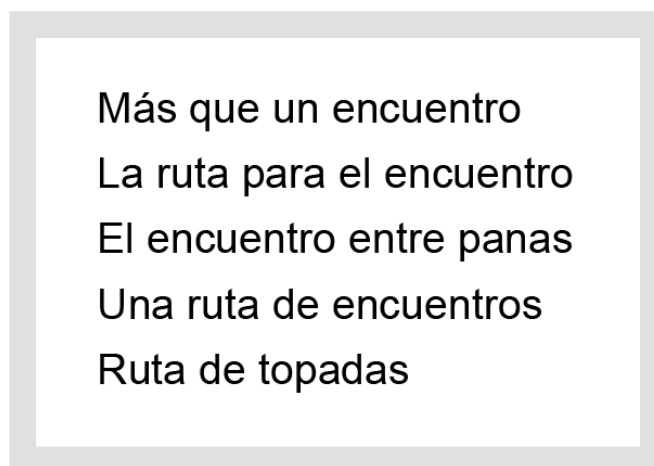 Más que un encuentro
La ruta para el encuentro
El encuentro entre panas
Una ruta de encuentros
Ruta de topadas